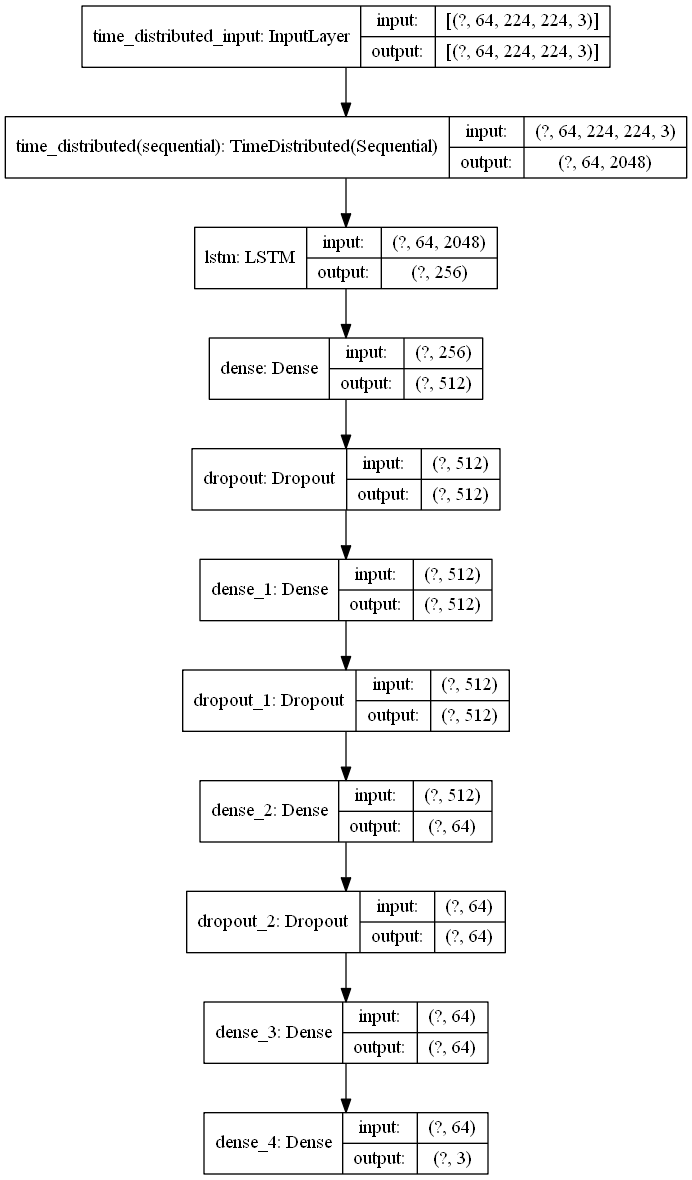 time_distributed_input: InputLayer
input: [(?, 64, 224, 224, 3)]
output: [(?, 64, 224, 224, 3)]
time_distributed(sequential): TimeDistributed(Sequential)
input: (?, 64, 224, 224, 3)
output: (?, 64, 2048)
lstm: LSTM
input: (?, 64, 2048)
output: (?, 256)
dense: Dense
input: (?, 256)
output: (?, 512)
dropout: Dropout
input: (?, 512)
output: (?, 512)
dense_1: Dense
input: (?, 512)
output: (?, 512)
dropout_1: Dropout
input: (?, 512)
output: (?, 512)
dense_2: Dense
input: (?, 512)
output: (?, 64)
dropout_2: Dropout
input: (?, 64)
output: (?, 64)
dense_3: Dense
input: (?, 64)
output: (?, 64)
dense_4: Dense
input: (?, 64)
output: (?, 3)